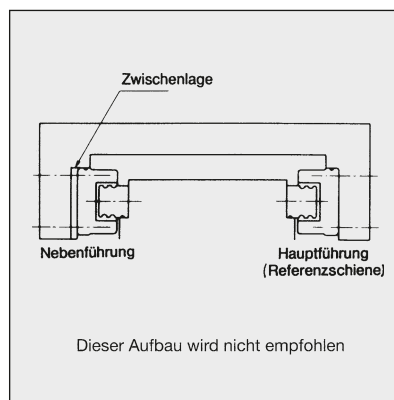 Zwischenlage
Nebenführung
Hauptführung
(Referenzschiene)
Dieser Aufbau wird nicht empfohlen